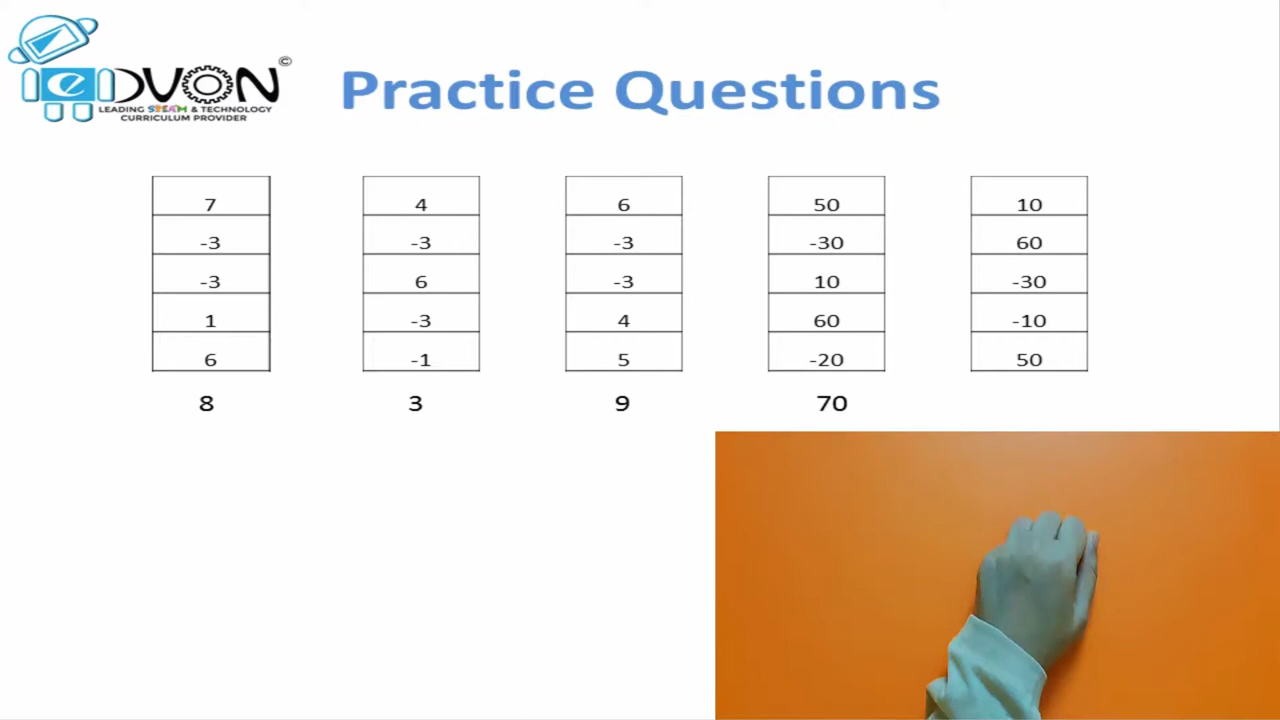 ©
eDVON
LEADING STEAM & TECHNOLOGY
CURRICULUM PROVIDER
Practice Questions
7 4 6 50 10
-3 -3 -3 -30 60
-3 6 -3 10 -30
1 -3 4 60 -10
6 -1 5 -20 50
8 3 9 70